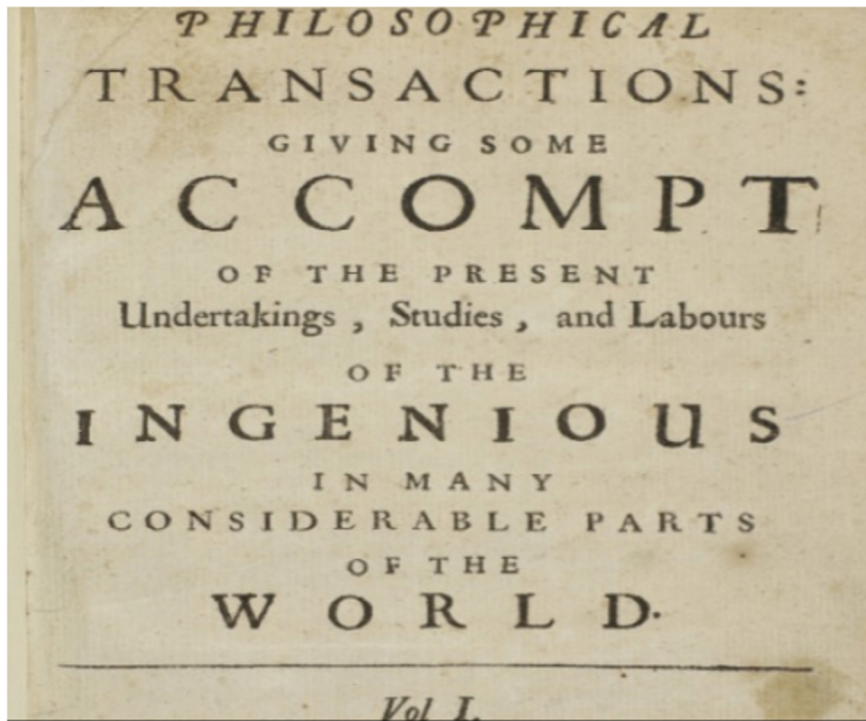 PHILOSOPHICAL
TRANSACTIONS:
GIVING SOME
ACCOMPT
OF THE PRESENT
Undertakings, Studies, and Labours
OF THE
INGENIOUS
IN MANY
CONSIDERABLE PARTS
OF THE
WORLD.
Vol I.